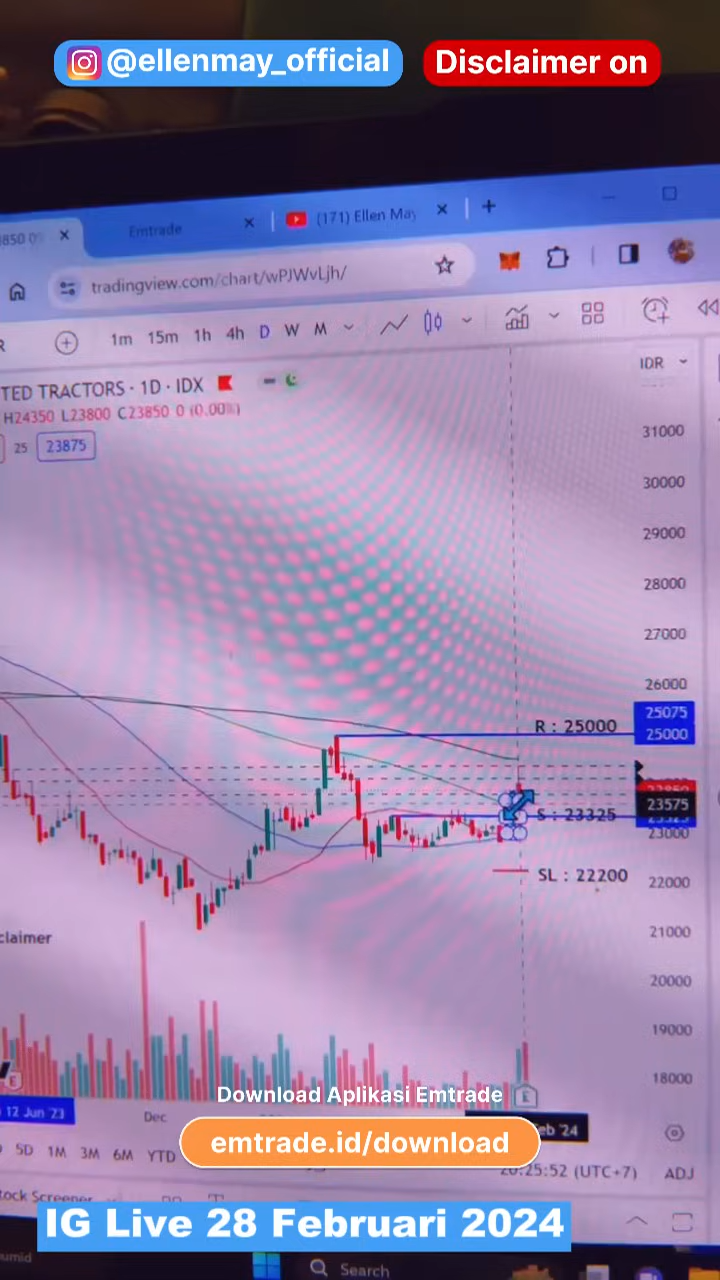 @ellenmay_official
Disclaimer on
Emtrade
(171) Ellen May
tradingview.com/chart/wPJWvLjh/
1m 15m 1h 4h D W M
IDR
TED TRACTORS · 1D · IDX
H24350 L23800 C23850 0 (0.00%)
25 23875
31000
30000
29000
28000
27000
26000
25075
R : 25000
25000
23575
S : 23325
23000
SL : 22200
22000
21000
claimer
20000
19000
18000
Download Aplikasi Emtrade
E
E
12 Jun '23
Dec
Feb '24
emtrade.id/download
5D 1M 3M 6M YTD
20:25:52 (UTC+7)
ADJ
tock Screener
IG Live 28 Februari 2024
umid
Search